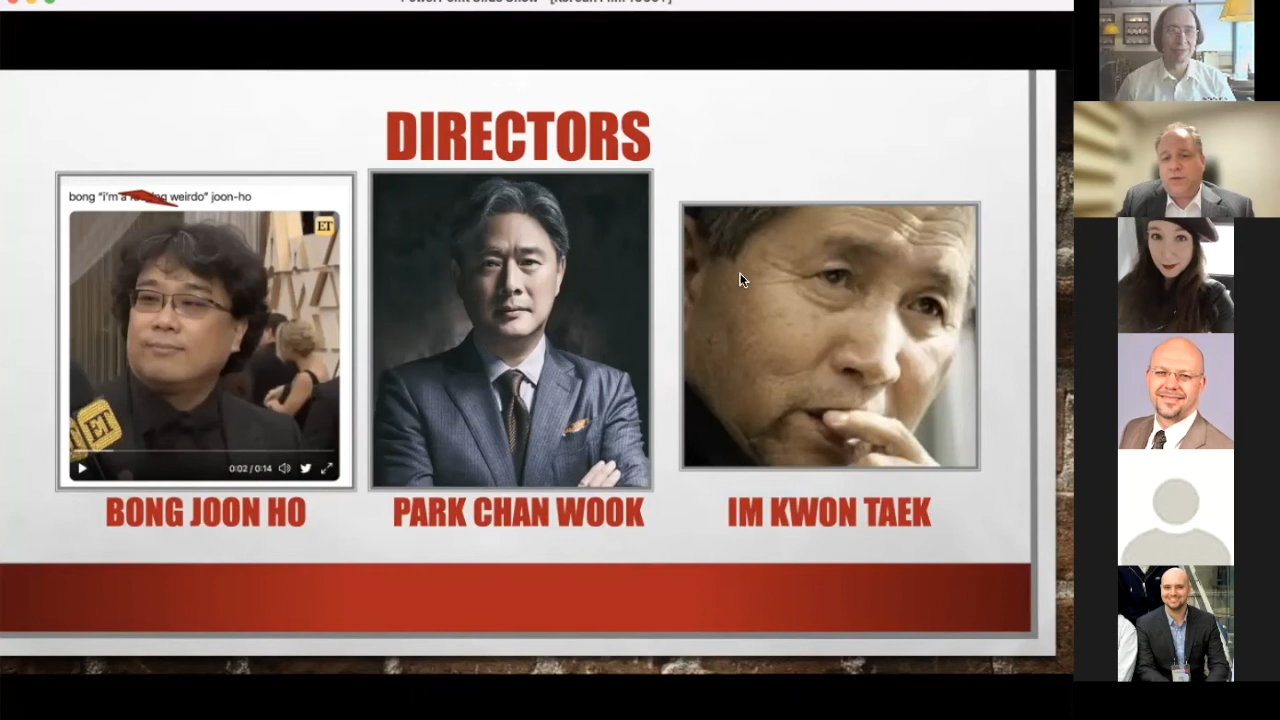 DIRECTORS
bong "i'm a weirdo" joon-ho
ET
ET
0:02 / 0:14
BONG JOON HO
PARK CHAN WOOK
IM KWON TAEK